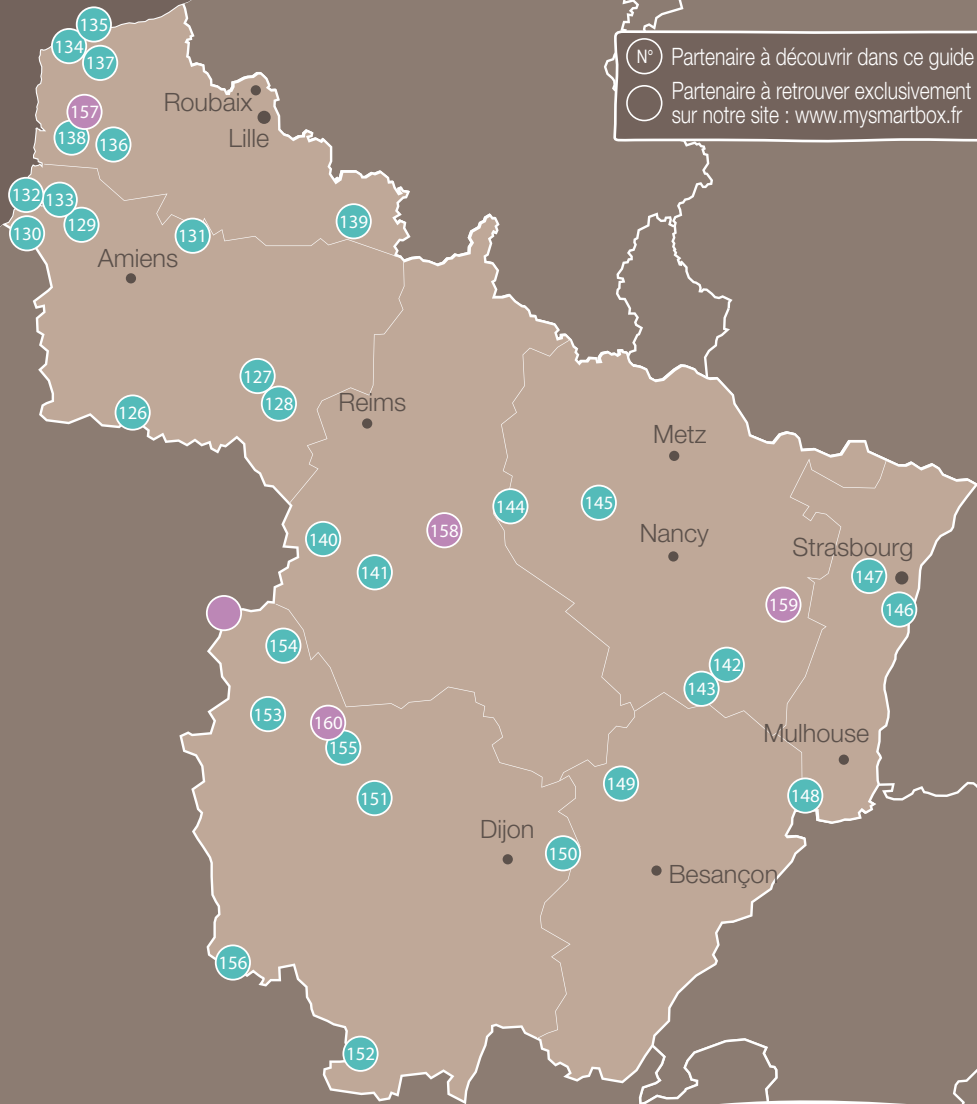 135
134
137
N° Partenaire à découvrir dans ce guide
Partenaire à retrouver exclusivement
sur notre site : www.mysmartbox.fr
Roubaix
157
Lille
138
136
132
133
129
130
131
139
Amiens
127
128
126
Reims
Metz
144
145
158
140
Nancy
Strasbourg
141
147
159
146
154
142
143
153
160
155
Mulhouse
149
151
148
Dijon
150
Besançon
156
152